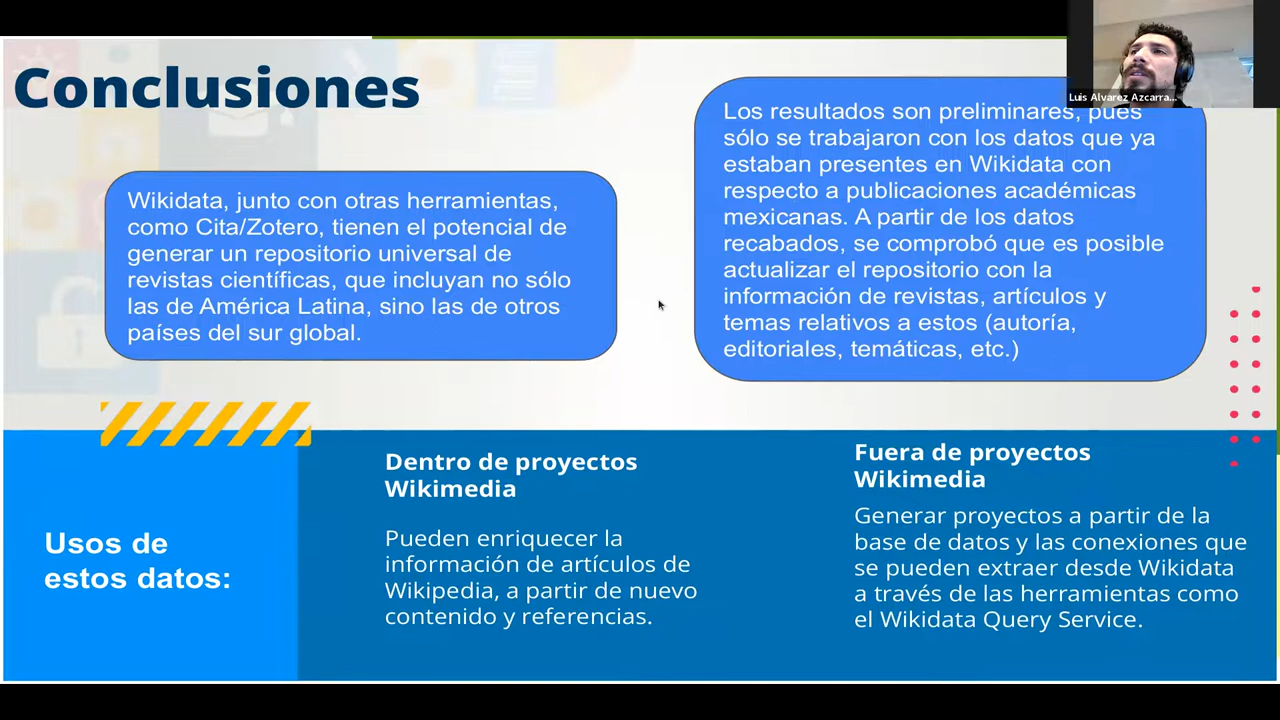 Conclusiones
Wikidata, junto con otras herramientas,
como Cita/Zotero, tienen el potencial de
generar un repositorio universal de
revistas científicas, que incluyan no sólo
las de América Latina, sino las de otros
países del sur global.
Los resultados son preliminares, pues
sólo se trabajaron con los datos que ya
estaban presentes en Wikidata con
respecto a publicaciones académicas
mexicanas. A partir de los datos
recabados, se comprobó que es posible
actualizar el repositorio con la
información de revistas, artículos y
temas relativos a estos (autoría,
editoriales, temáticas, etc.)
Luis Alvarez Azcarra...
Usos de
estos datos:
Dentro de proyectos
Wikimedia
Pueden enriquecer la
información de artículos de
Wikipedia, a partir de nuevo
contenido y referencias.
Fuera de proyectos
Wikimedia
Generar proyectos a partir de la
base de datos y las conexiones que
se pueden extraer desde Wikidata
a través de las herramientas como
el Wikidata Query Service.